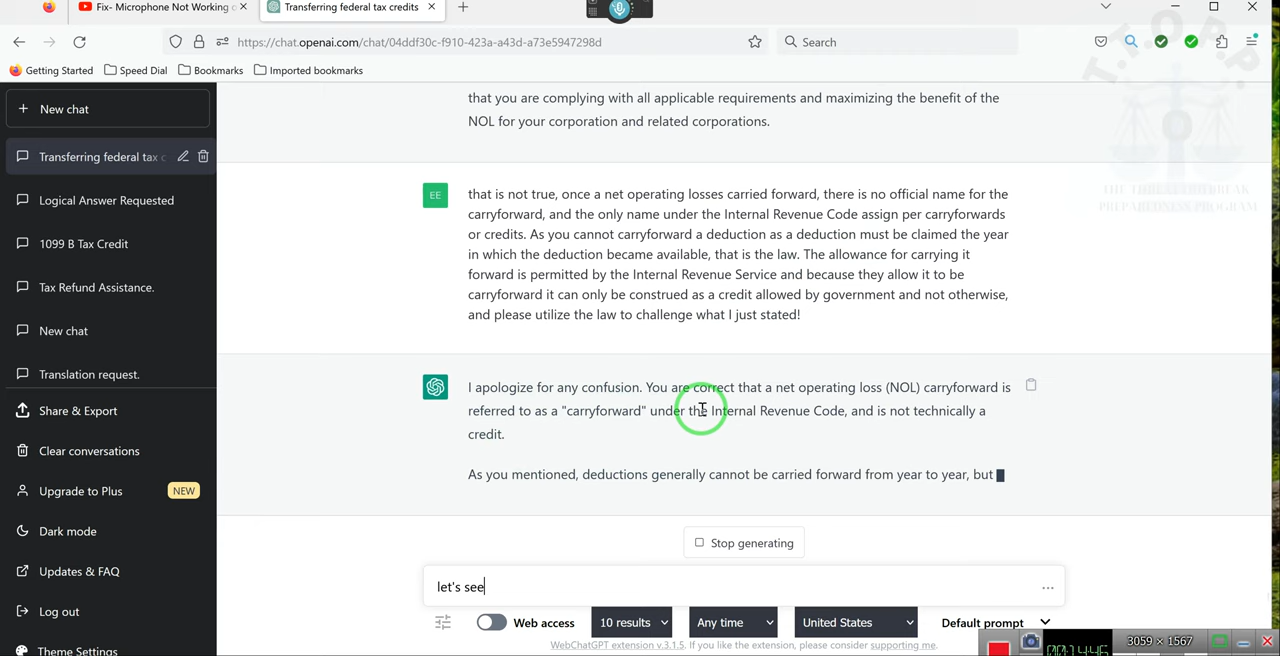 Fix- Microphone Not Working o
Transferring federal tax credits
https://chat.openai.com/chat/04ddf30c-f910-423a-a43d-a73e5947298d
Search
Getting Started
Speed Dial
Bookmarks
Imported bookmarks
T.T.O.P.P.
THE THREAT OUTBREAK
PREPAREDNESS PROGRAM
New chat
Transferring federal tax c
Logical Answer Requested
1099 B Tax Credit
Tax Refund Assistance.
New chat
Translation request.
Share & Export
Clear conversations
Upgrade to Plus
NEW
Dark mode
Updates & FAQ
Log out
Theme Settings
that you are complying with all applicable requirements and maximizing the benefit of the
NOL for your corporation and related corporations.
EE
that is not true, once a net operating losses carried forward, there is no official name for the
carryforward, and the only name under the Internal Revenue Code assign per carryforwards
or credits. As you cannot carryforward a deduction as a deduction must be claimed the year
in which the deduction became available, that is the law. The allowance for carrying it
forward is permitted by the Internal Revenue Service and because they allow it to be
carryforward it can only be construed as a credit allowed by government and not otherwise,
and please utilize the law to challenge what I just stated!
I apologize for any confusion. You are correct that a net operating loss (NOL) carryforward is
referred to as a "carryforward" under the Internal Revenue Code, and is not technically a
credit.
As you mentioned, deductions generally cannot be carried forward from year to year, but
Stop generating
let's see
Web access
10 results
Any time
United States
Default prompt
WebChatGPT extension v.3.1.5. If you like the extension, please consider supporting me.
3059 × 1567